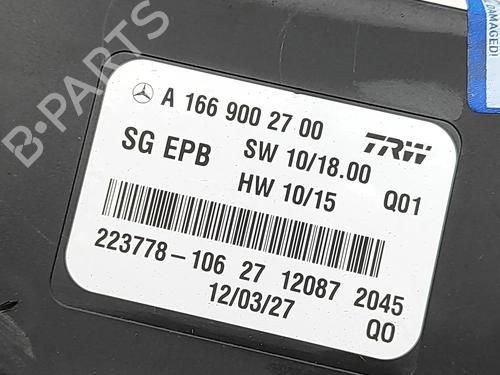 DAMAGED!
B-PARTS
A 166 900 27 00
TRW
SG EPB SW 10/18.00
HW 10/15 Q01
223778-106 27 12087 2045
12/03/27 Q0